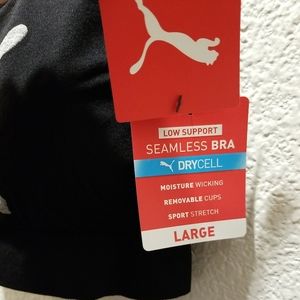 LOW SUPPORT
SEAMLESS BRA
DRYCELL
MOISTURE WICKING
REMOVABLE CUPS
SPORT STRETCH
LARGE